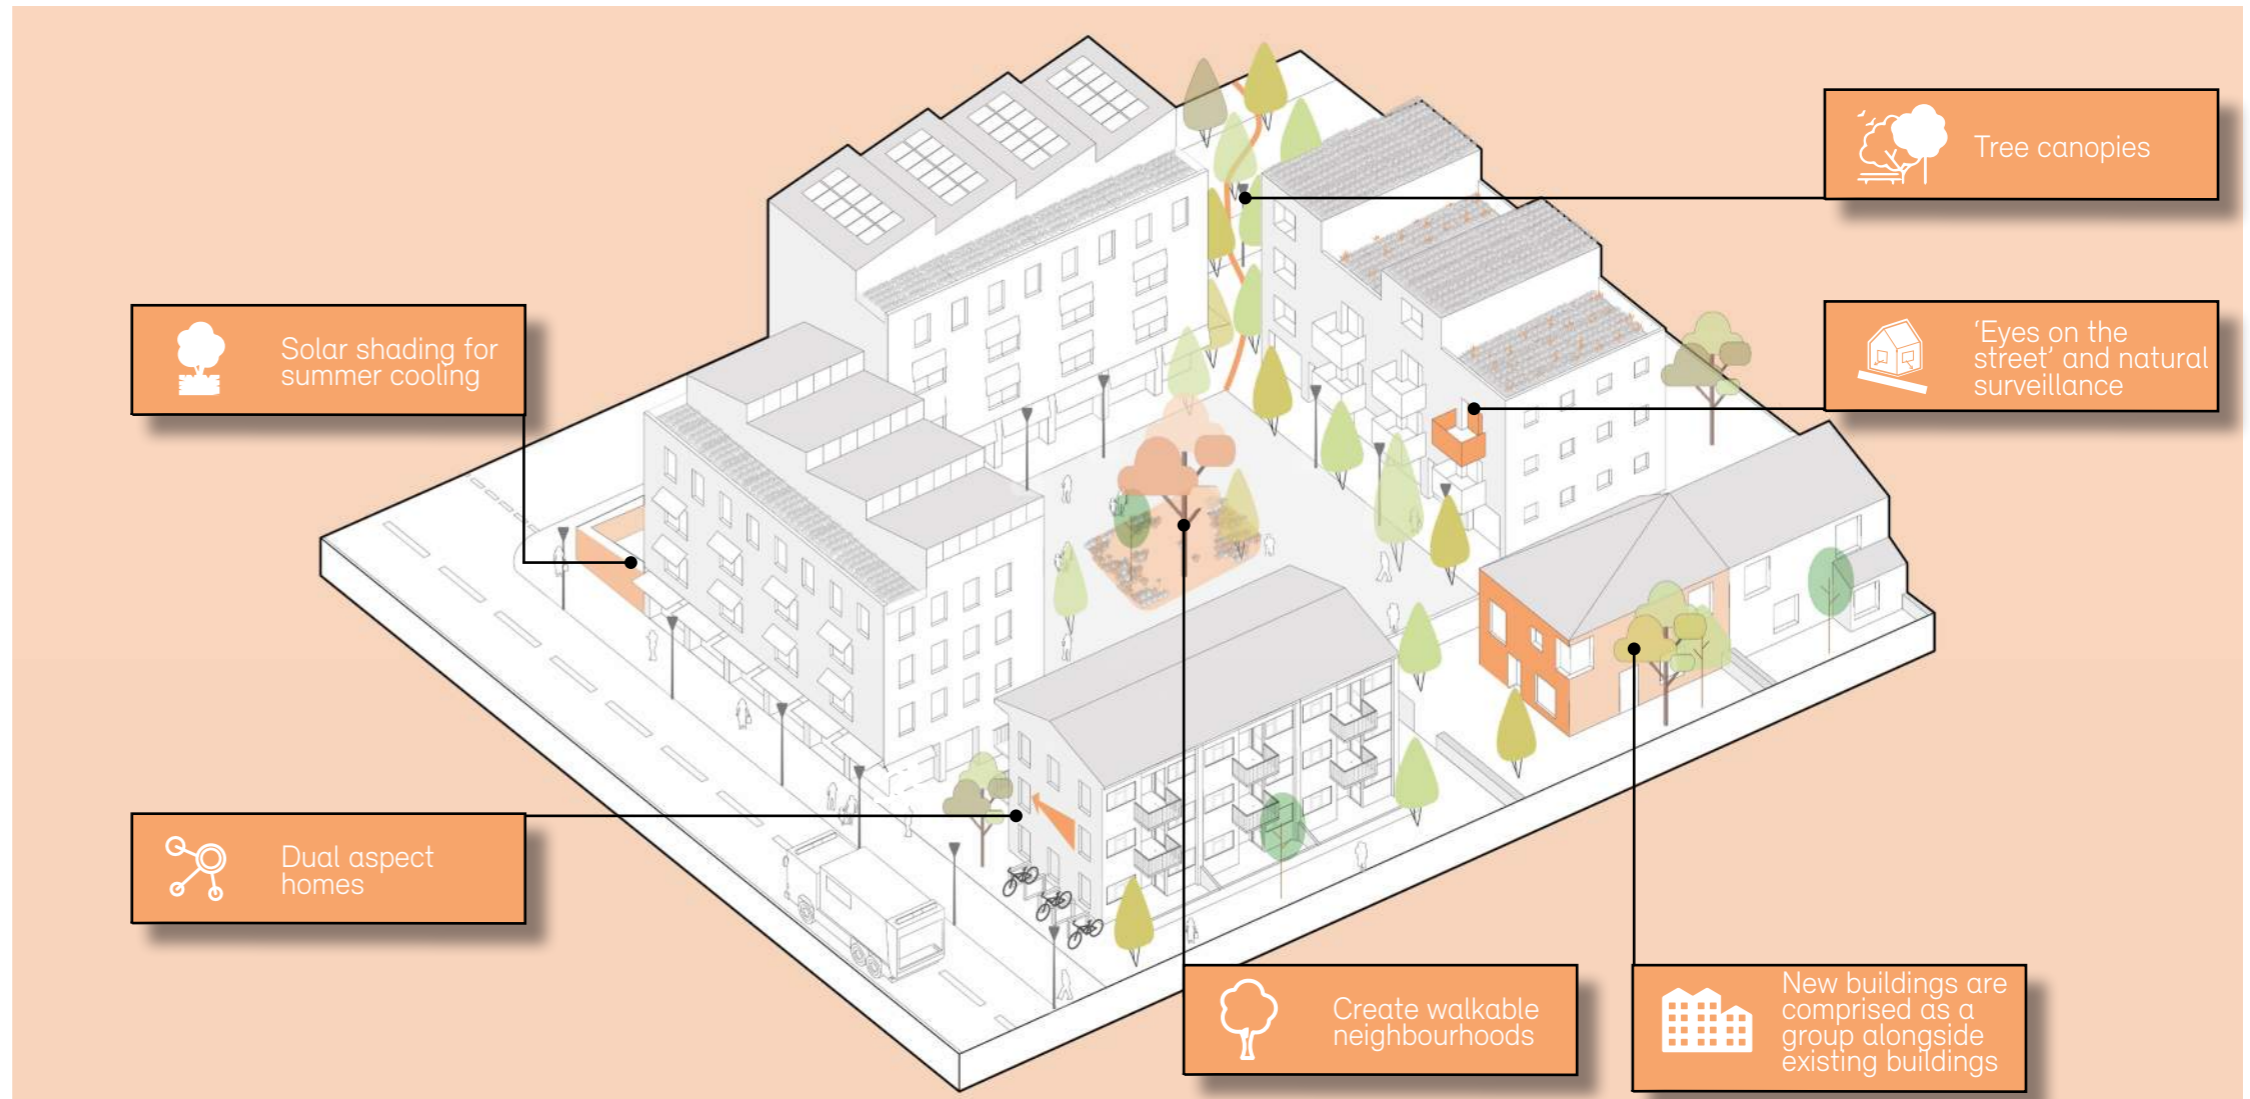 Tree canopies
'Eyes on the
street' and natural
surveillance
Solar shading for
summer cooling
Dual aspect
homes
Create walkable
neighbourhoods
New buildings are
comprised as a
group alongside
existing buildings